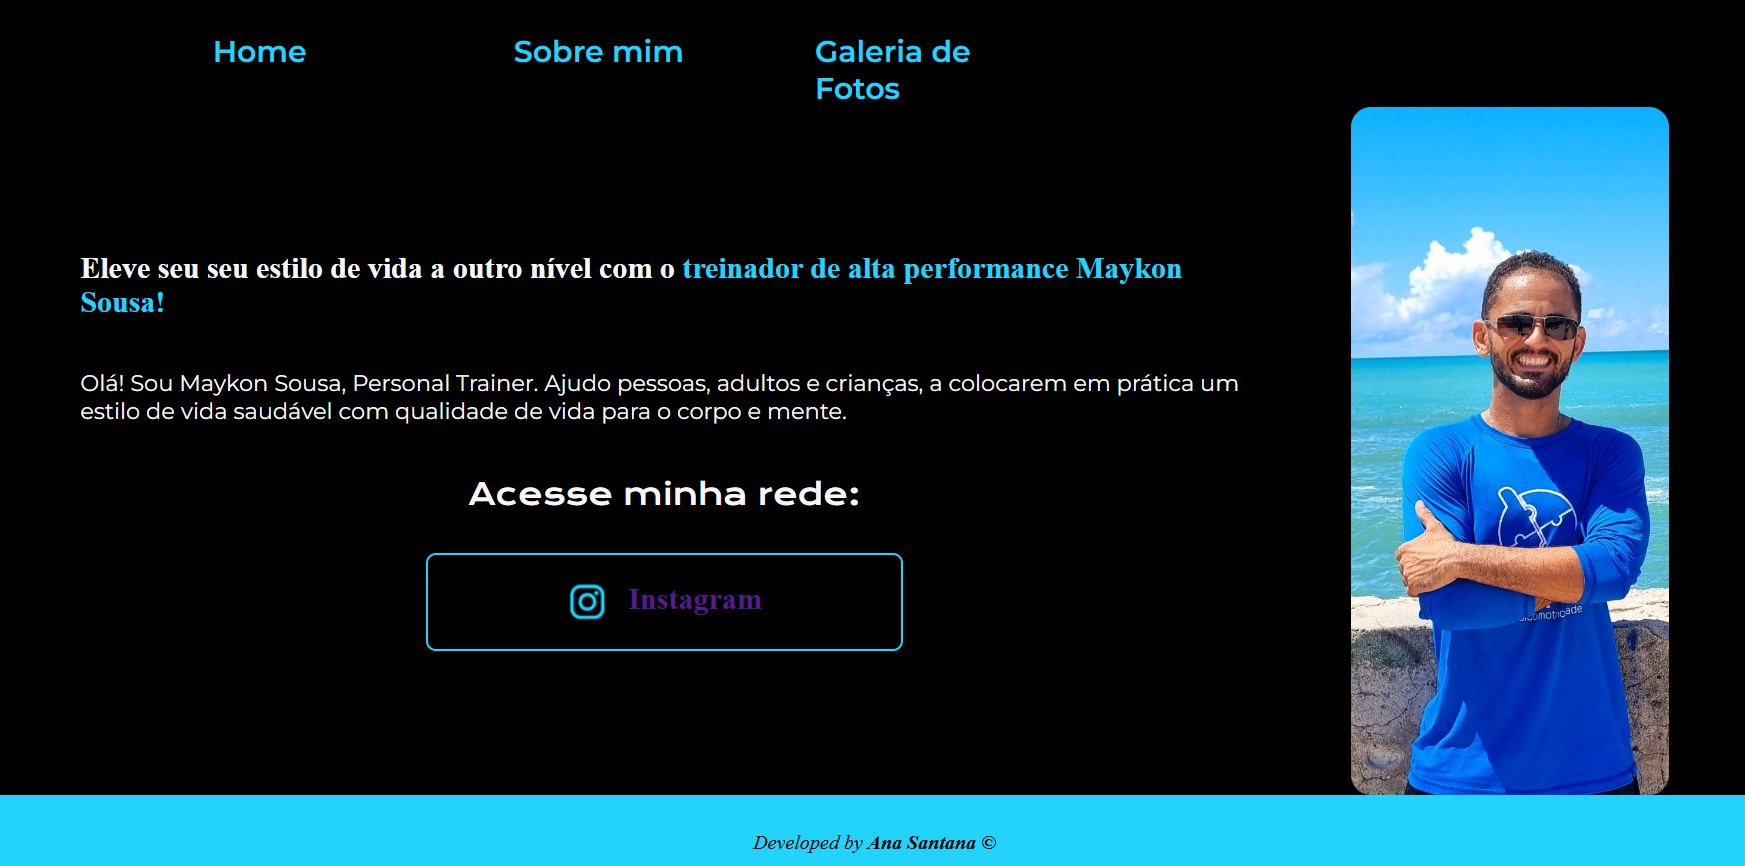 Home
Sobre mim
Galeria de
Fotos
Eleve seu seu estilo de vida a outro nível com o treinador de alta performance Maykon
Sousa!
Olá! Sou Maykon Sousa, Personal Trainer. Ajudo pessoas, adultos e crianças, a colocarem em prática um
estilo de vida saudável com qualidade de vida para o corpo e mente.
Acesse minha rede:
Instagram
Developed by Ana Santana ©